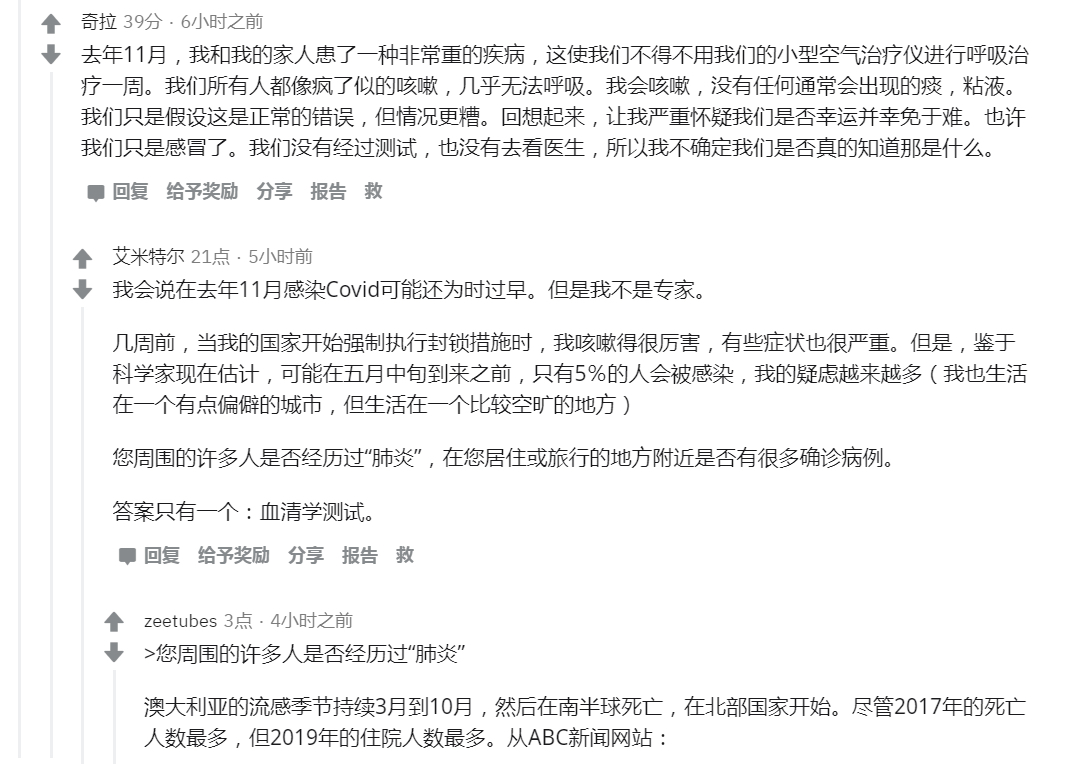 奇拉 39分 · 6小时之前
去年11月，我和我的家人患了一种非常重的疾病，这使我们不得不用我们的小型空气治疗仪进行呼吸治
疗一周。我们所有人都像疯了似的咳嗽，几乎无法呼吸。我会咳嗽，没有任何通常会出现的痰，粘液。
我们只是假设这是正常的错误，但情况更糟。回想起来，让我严重怀疑我们是否幸运并幸免于难。也许
我们只是感冒了。我们没有经过测试，也没有去看医生，所以我不确定我们是否真的知道那是什么。
回复 给予奖励 分享 报告 救
艾米特尔 21点 · 5小时前
我会说在去年11月感染Covid可能还为时过早。但是我不是专家。
几周前，当我的国家开始强制执行封锁措施时，我咳嗽得很厉害，有些症状也很严重。但是，鉴于
科学家现在估计，可能在五月中旬到来之前，只有5%的人会被感染，我的疑虑越来越多（我也生活
在一个有点偏僻的城市，但生活在一个比较空旷的地方）
您周围的许多人是否经历过“肺炎”，在您居住或旅行的地方附近是否有很多确诊病例。
答案只有一个：血清学测试。
回复 给予奖励 分享 报告 救
zeetubes 3点 · 4小时之前
>您周围的许多人是否经历过“肺炎”
澳大利亚的流感季节持续3月到10月，然后在南半球死亡，在北部国家开始。尽管2017年的死亡
人数最多，但2019年的住院人数最多。从ABC新闻网站：